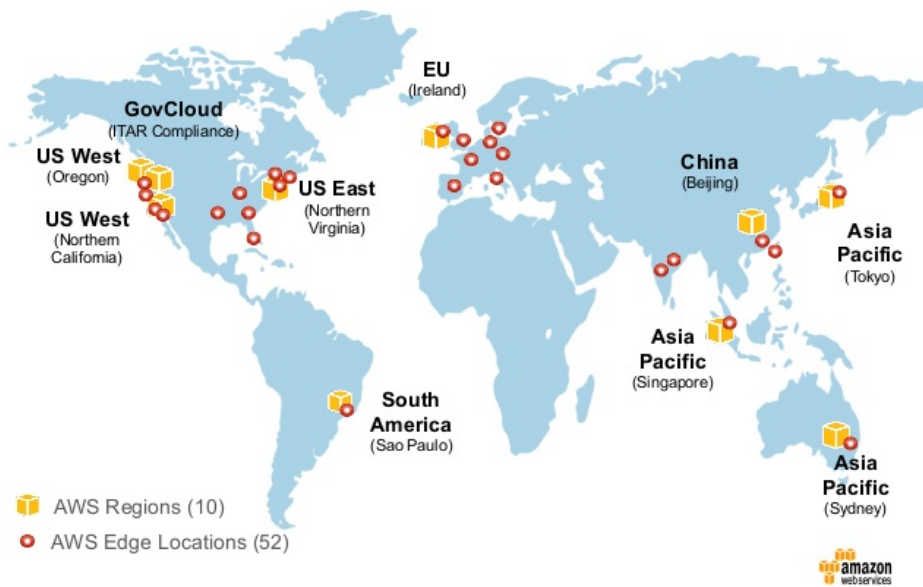 EU
(Ireland)
GovCloud
(ITAR Compliance)
US West
(Oregon)
US East
(Northern
Virginia)
US West
(Northern
California)
China
(Beijing)
Asia
Pacific
(Tokyo)
Asia
Pacific
(Singapore)
South
America
(Sao Paulo)
Asia
Pacific
(Sydney)
AWS Regions (10)
AWS Edge Locations (52)
amazon
webservices